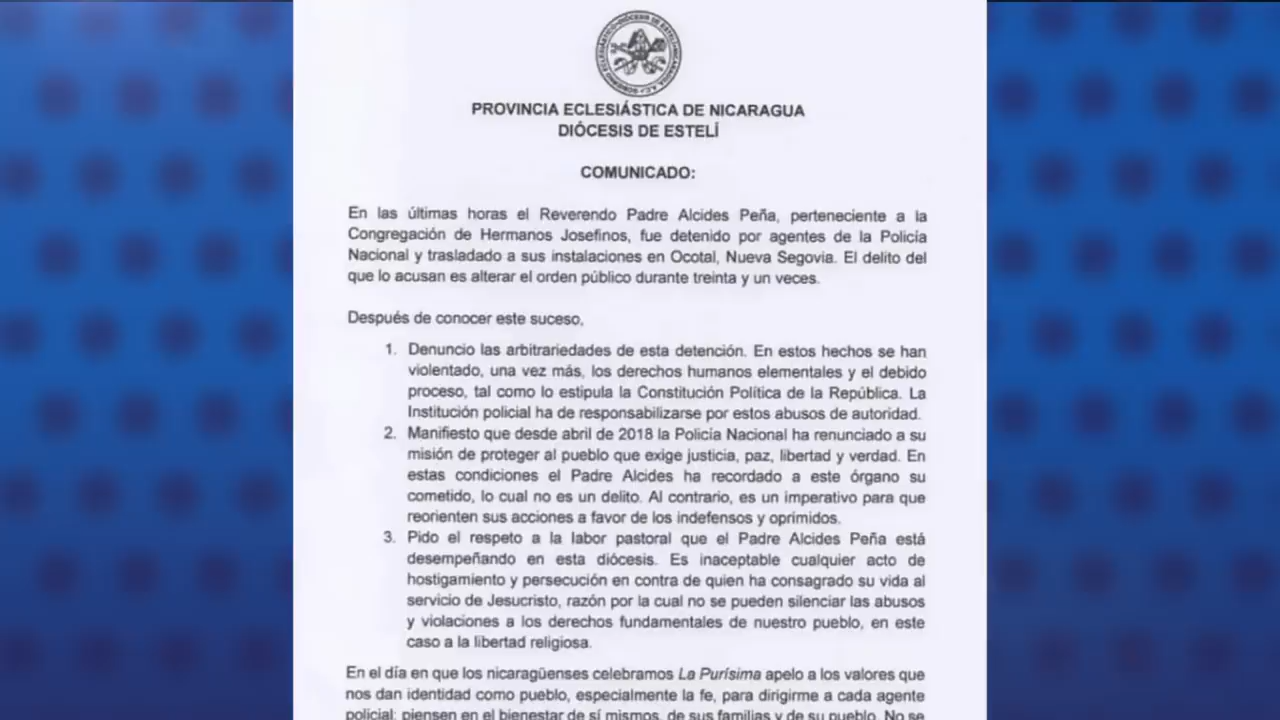 PROVINCIA ECLESIÁSTICA DE NICARAGUA
DIÓCESIS DE ESTELÍ
COMUNICADO:
En las últimas horas el Reverendo Padre Alcides Peña, perteneciente a la
Congregación de Hermanos Josefinos, fue detenido por agentes de la Policía
Nacional y trasladado a sus instalaciones en Ocotal, Nueva Segovia. El delito del
que lo acusan es alterar el orden público durante treinta y un veces.
Después de conocer este suceso,
1. Denuncio las arbitrariedades de esta detención. En estos hechos se han
violentado, una vez más, los derechos humanos elementales y el debido
proceso, tal como lo estipula la Constitución Política de la República. La
Institución policial ha de responsabilizarse por estos abusos de autoridad.
2. Manifiesto que desde abril de 2018 la Policía Nacional ha renunciado a su
misión de proteger al pueblo que exige justicia, paz, libertad y verdad. En
estas condiciones el Padre Alcides ha recordado a este órgano su
cometido, lo cual no es un delito. Al contrario, es un imperativo para que
reorienten sus acciones a favor de los indefensos y oprimidos.
3. Pido el respeto a la labor pastoral que el Padre Alcides Peña está
desempeñando en esta diócesis. Es inaceptable cualquier acto de
hostigamiento y persecución en contra de quien ha consagrado su vida al
servicio de Jesucristo, razón por la cual no se pueden silenciar las abusos
y violaciones a los derechos fundamentales de nuestro pueblo, en este
caso a la libertad religiosa.
En el día en que los nicaragüenses celebramos La Purísima apelo a los valores que
nos dan identidad como pueblo, especialmente la fe, para dirigirme a cada agente
policial: piensen en el bienestar de sí mismos, de sus familias y de su pueblo. No se